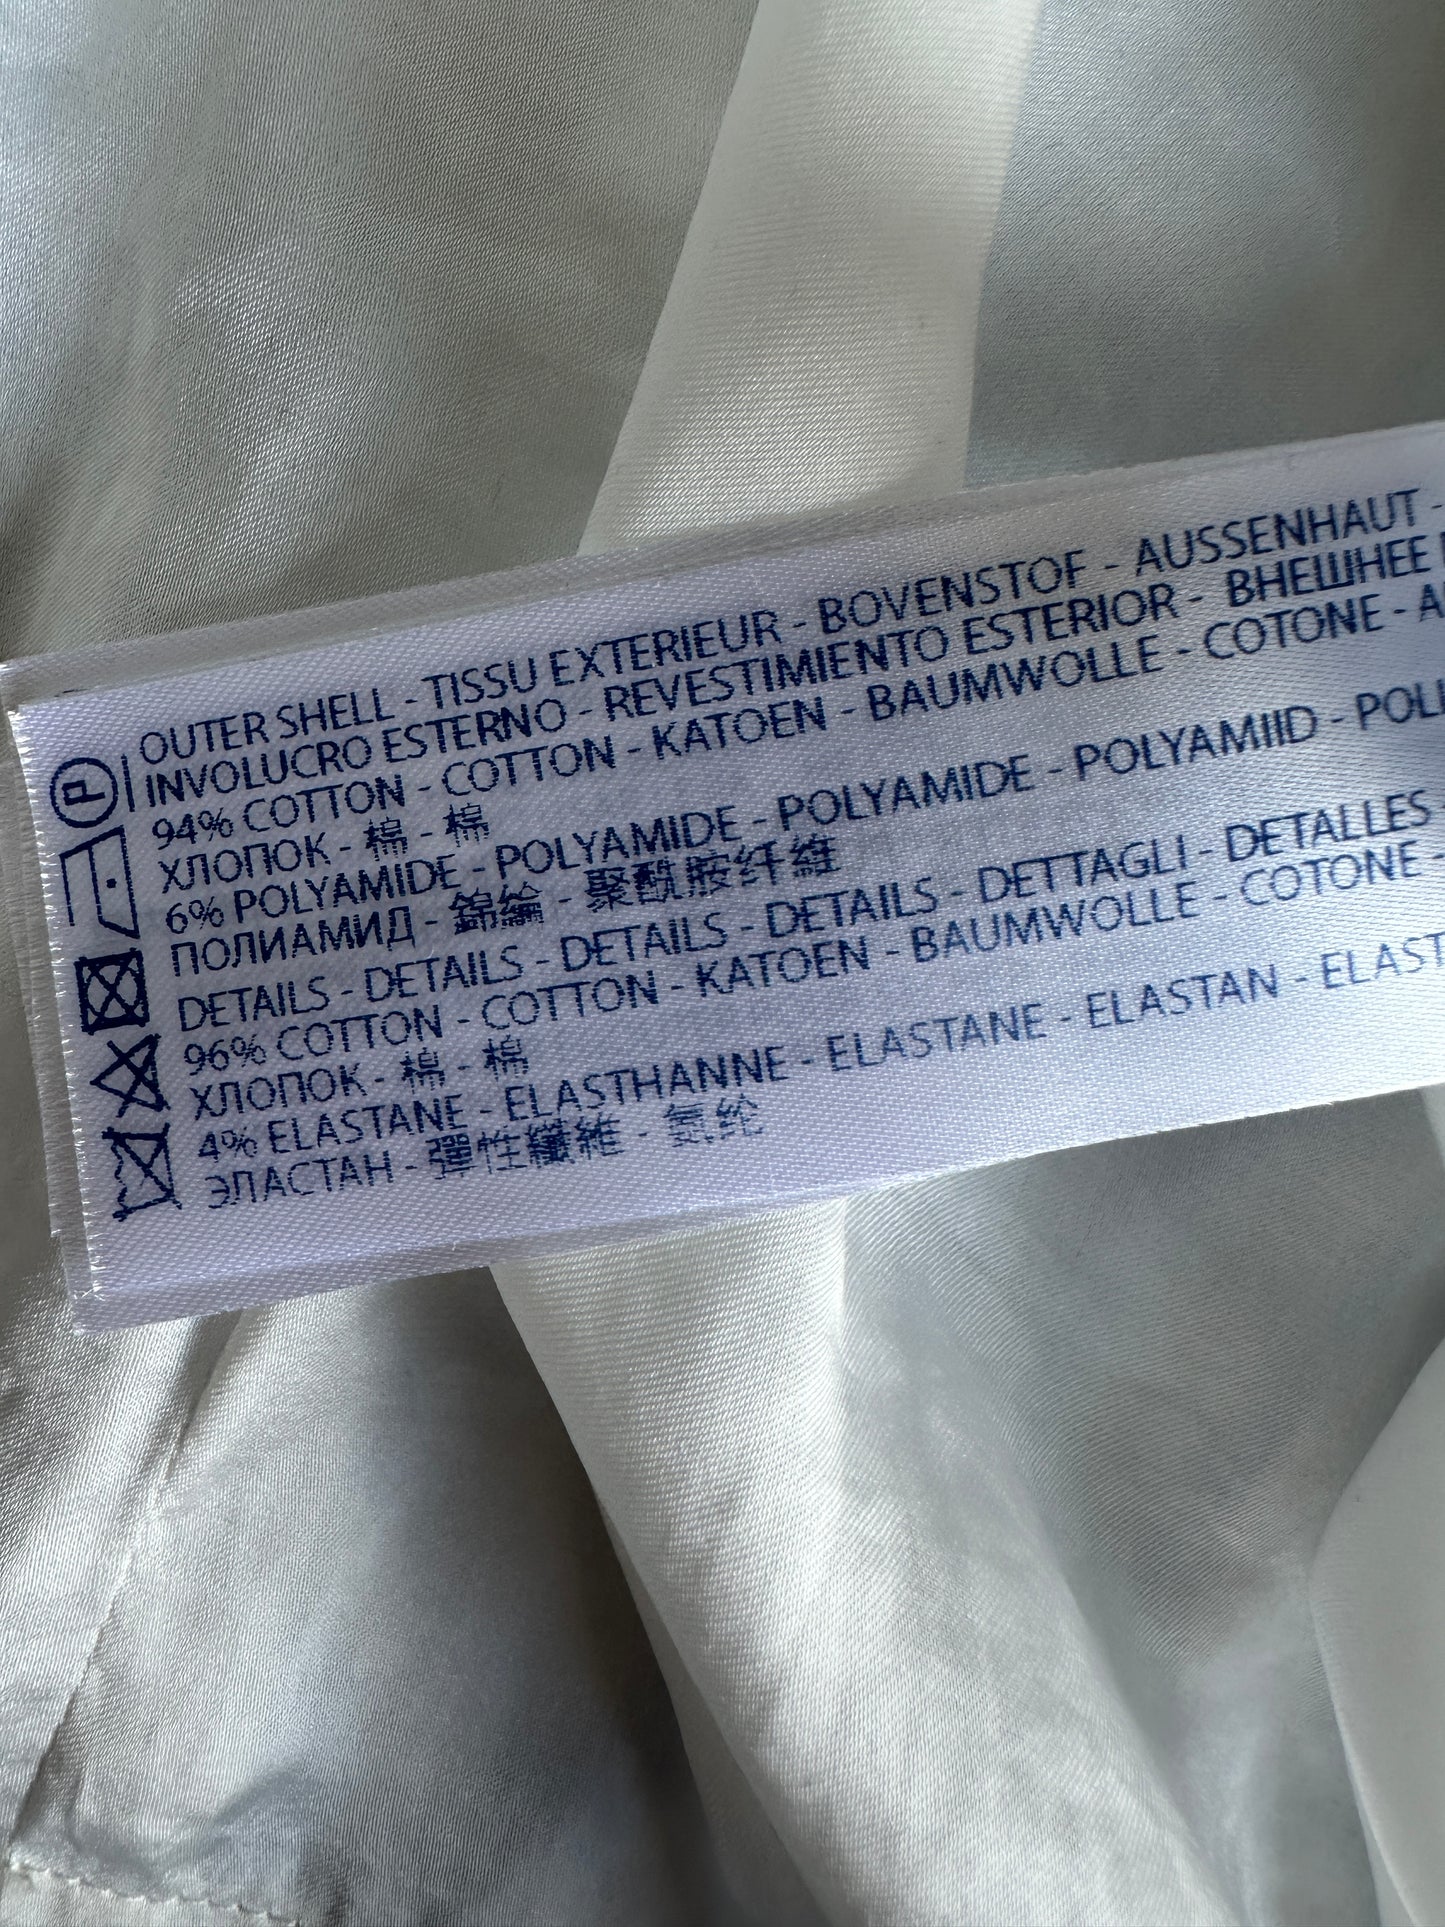 P
OUTER SHELL - TISSU EXTERIEUR - BOVENSTOF - AUSSENHAUT -
INVOLUCRO ESTERNO - REVESTIMIENTO ESTERIOR - ВНЕШНЕЕ
94% COTTON - COTTON - KATOEN - BAUMWOLLE - COTONE - A
ХЛОПОК - 棉 - 棉
6% POLYAMIDE - POLYAMIDE - POLYAMIDE - POLYAMIID - POLI
ПОЛИАМИД - 錦綸 - 聚酰胺纤維
DETAILS - DETAILS - DETAILS - DETAILS - DETTAGLI - DETALLES -
96% COTTON - COTTON - KATOEN - BAUMWOLLE - COTONE -
ХЛОПОК - 棉 - 棉
4% ELASTANE - ELASTHANNE - ELASTANE - ELASTAN - ELAST
ЭЛАСТАН - 彈性纖維 - 氨纶